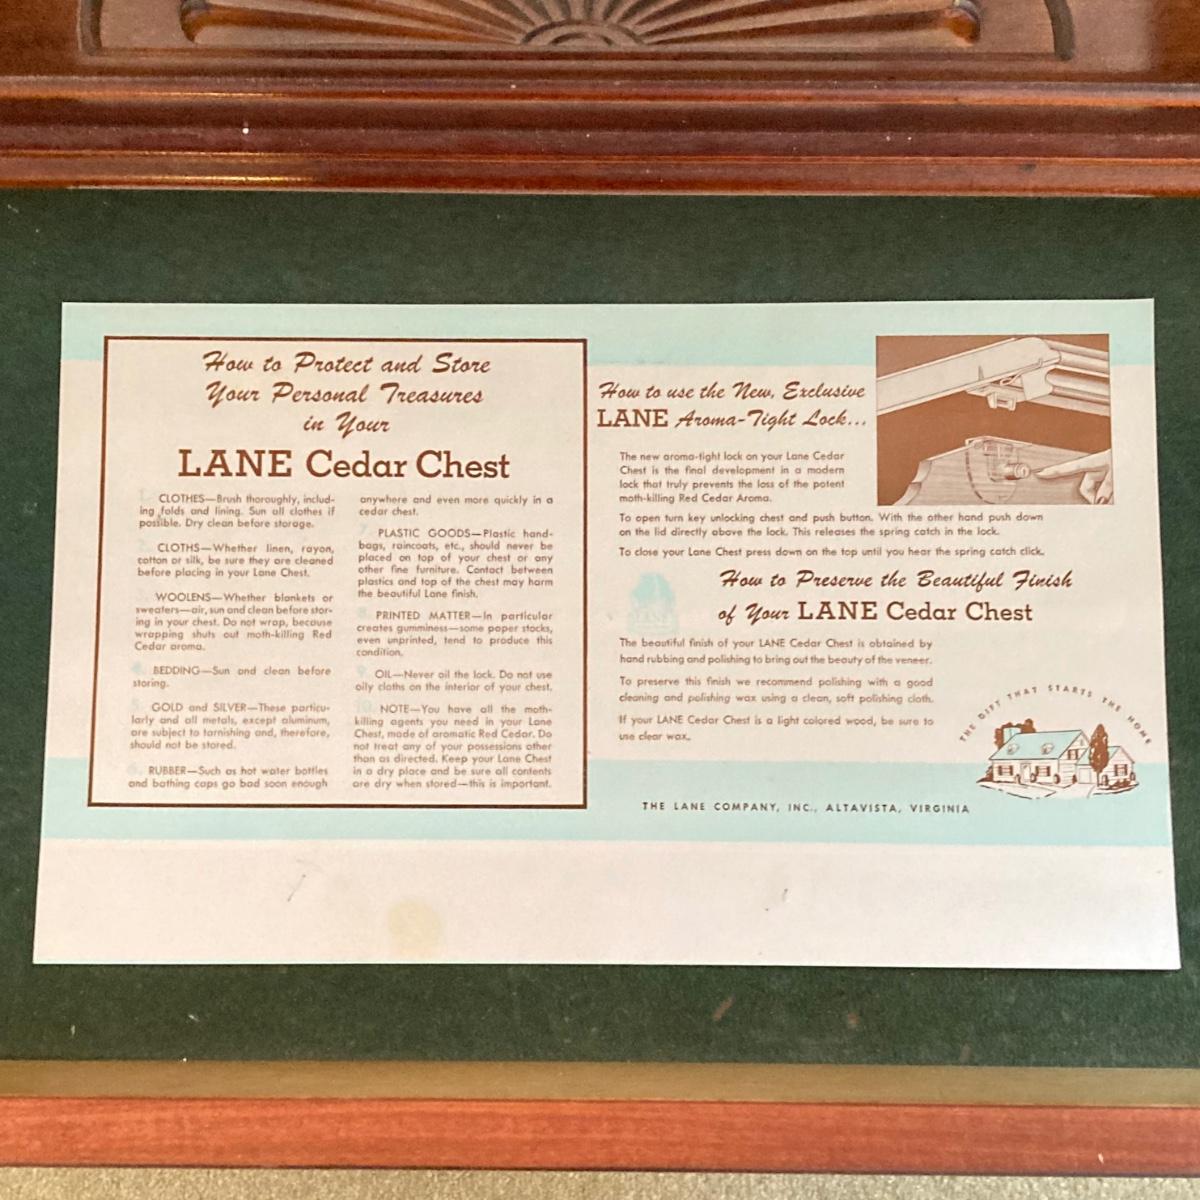 How to Protect and Store
Your Personal Treasures
in Your
LANE Cedar Chest
1. CLOTHES—Brush thoroughly, includ-
ing folds and lining. Sun all clothes if
possible. Dry clean before storage.
2. CLOTHS—Whether linen, rayon,
cotton or silk, be sure they are cleaned
before placing in your Lane Chest.
3. WOOLENS—Whether blankets or
sweaters—air, sun and clean before stor-
ing in your chest. Do not wrap, because
wrapping shuts out moth-killing Red
Cedar aroma.
4. BEDDING—Sun and clean before
storing.
5. GOLD and SILVER—These particu-
larly and all metals, except aluminum,
are subject to tarnishing and, therefore,
should not be stored.
6. RUBBER—Such as hot water bottles
and bathing caps go bad soon enough
anywhere and even more quickly in a
cedar chest.
7. PLASTIC GOODS—Plastic hand-
bags, raincoats, etc., should never be
placed on top of your chest or any
other fine furniture. Contact between
plastics and top of the chest may harm
the beautiful Lane finish.
8. PRINTED MATTER—In particular
creates gumminess—some paper stocks,
even unprinted, tend to produce this
condition.
9. OIL—Never oil the lock. Do not use
oily cloths on the interior of your chest.
10. NOTE—You have all the moth-
killing agents you need in your Lane
Chest, made of aromatic Red Cedar. Do
not treat any of your possessions other
than as directed. Keep your Lane Chest
in a dry place and be sure all contents
are dry when stored—this is important.
How to use the New, Exclusive
LANE Aroma-Tight Lock...
The new aroma-tight lock on your Lane Cedar
Chest is the final development in a modern
lock that truly prevents the loss of the potent
moth-killing Red Cedar Aroma.
To open turn key unlocking chest and push button. With the other hand push down
on the lid directly above the lock. This releases the spring catch in the lock.
To close your Lane Chest press down on the top until you hear the spring catch click.
LANE
How to Preserve the Beautiful Finish
of Your LANE Cedar Chest
The beautiful finish of your LANE Cedar Chest is obtained by
hand rubbing and polishing to bring out the beauty of the veneer.
To preserve this finish we recommend polishing with a good
cleaning and polishing wax using a clean, soft polishing cloth.
If your LANE Cedar Chest is a light colored wood, be sure to
use clear wax.
THE GIFT THAT STARTS THE HOME
THE LANE COMPANY, INC., ALTAVISTA, VIRGINIA